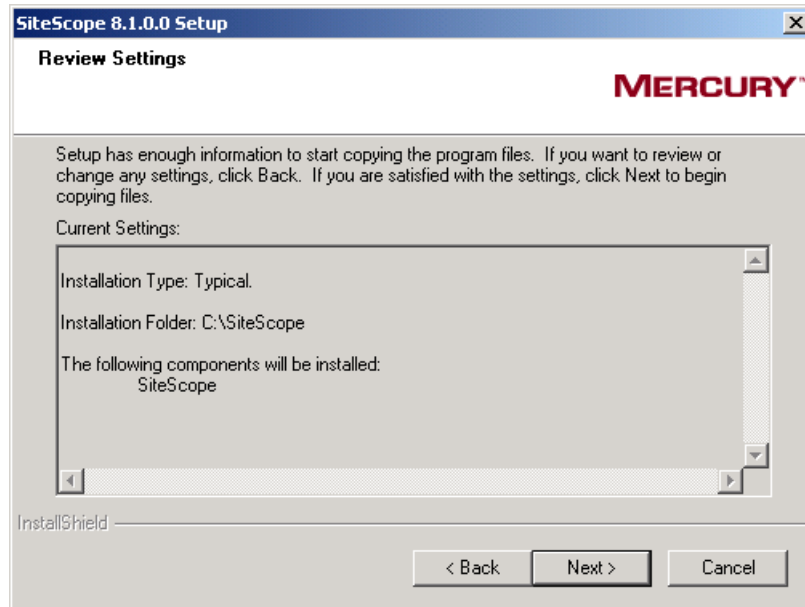 SiteScope 8.1.0.0 Setup
Review Settings
MERCURY™
Setup has enough information to start copying the program files. If you want to review or
change any settings, click Back. If you are satisfied with the settings, click Next to begin
copying files.
Current Settings:
Installation Type: Typical.
Installation Folder: C:\SiteScope
The following components will be installed:
SiteScope
InstallShield
< Back
Next >
Cancel